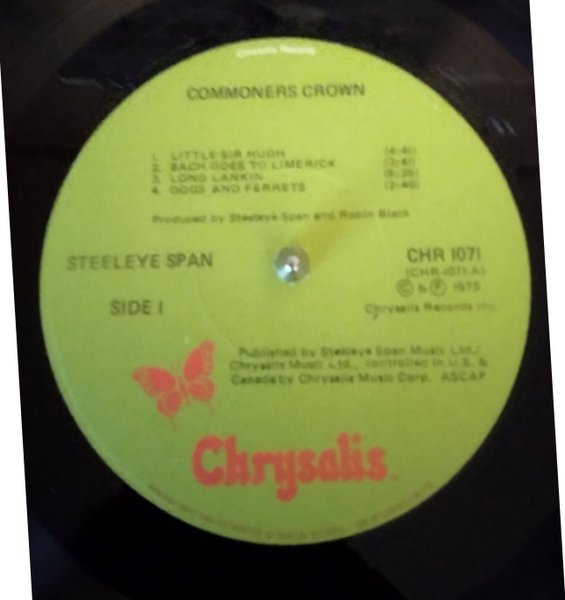 Chrysalis Records
COMMONERS CROWN
1. LITTLE SIR HUGH (4:41)
2. BACH GOES TO LIMERICK (3:41)
3. LONG LANKIN
4. DOGS AND FERRETS (2:40)
Produced by Steeleye Span and Robin Black
STEELEYE SPAN
CHR 1071
(CHR-1071-A)
© & ℗ 1975
SIDE 1
Chrysalis Records Inc.
Published by Steeleye Span Music Ltd./
Chrysalis Music Ltd., controlled in U.S. &
Canada by Chrysalis Music Corp. ASCAP
Chrysalis